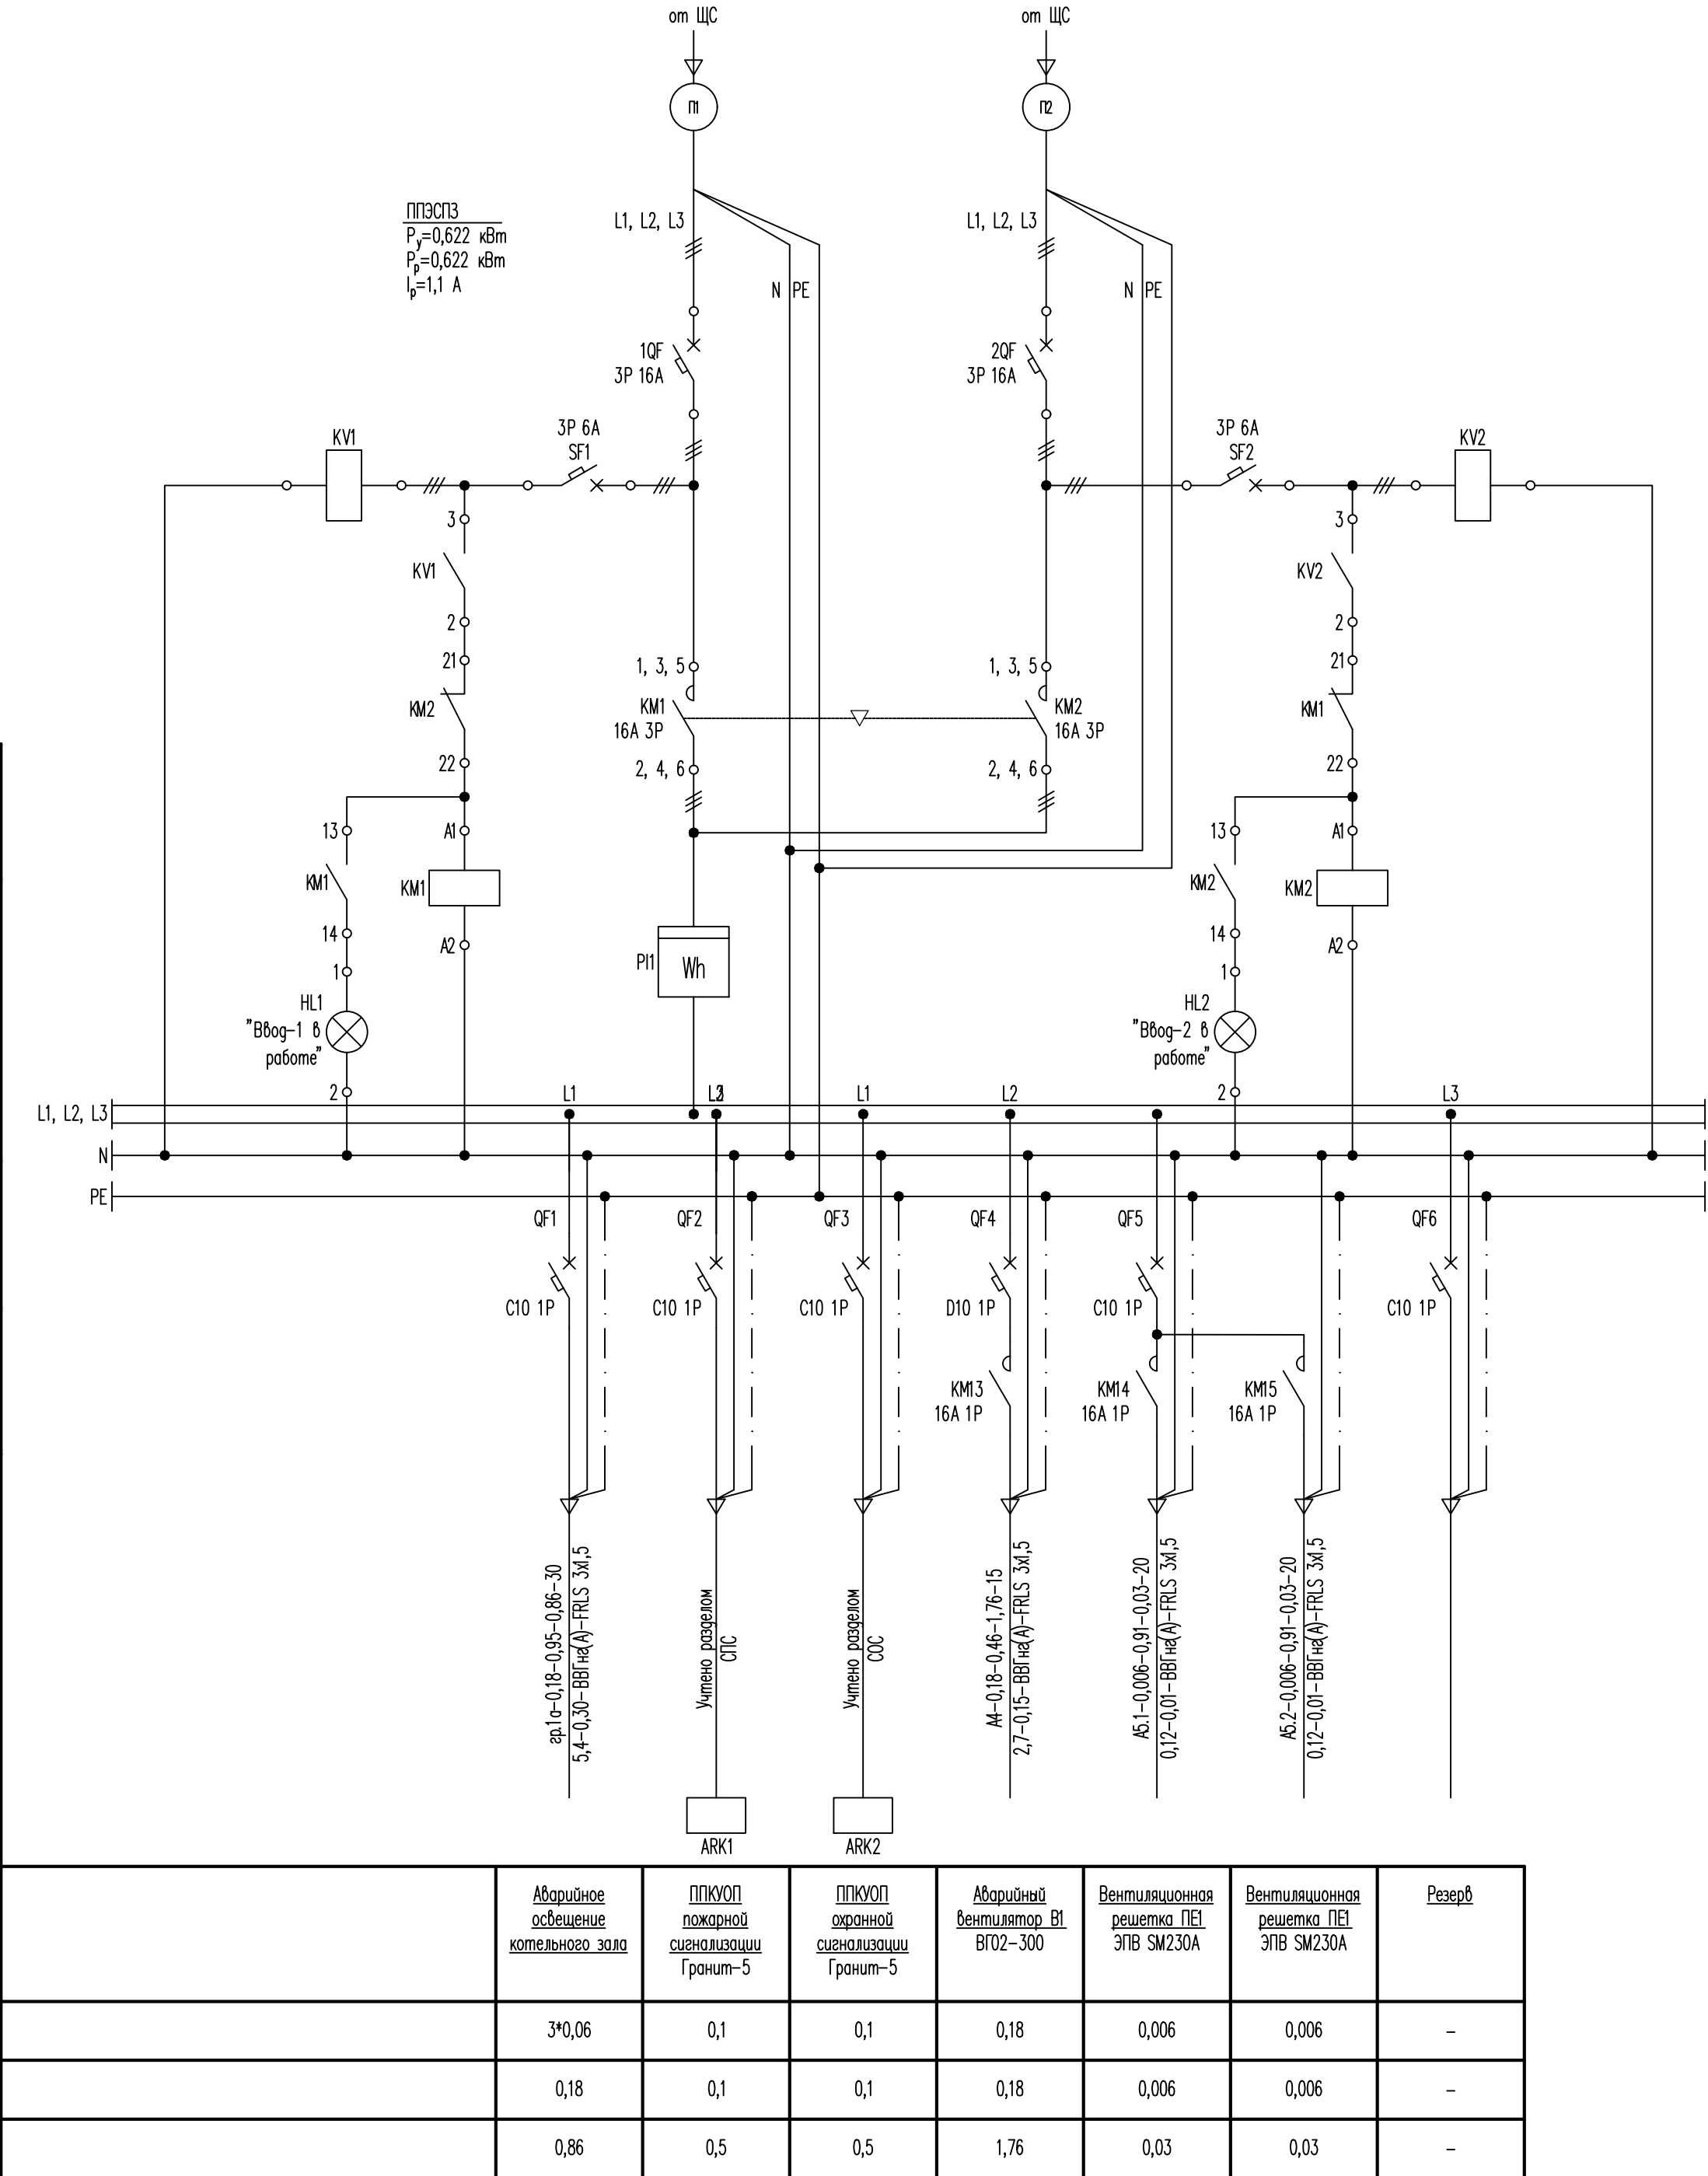 от ЩС
от ЩС
П1
П2
ППЭСПЗ
Pу=0,622 кВт
Pр=0,622 кВт
Iр=1,1 А
L1, L2, L3
L1, L2, L3
N PE
N PE
1QF
3P 16A
2QF
3P 16A
KV1
3P 6A
SF1
3P 6A
SF2
KV2
3
3
KV1
KV2
2
2
21
1, 3, 5
1, 3, 5
21
KM2
KM1
16A 3P
KM2
16A 3P
KM1
22
2, 4, 6
2, 4, 6
22
13
A1
13
A1
KM1
KM1
KM2
KM2
14
A2
14
A2
1
PI1
Wh
1
HL1
"Ввод-1 в
работе"
HL2
"Ввод-2 в
работе"
2
2
L1
L1
L2
L3
L1, L2, L3
N
PE
QF1
QF2
QF3
QF4
QF5
QF6
C10 1P
C10 1P
C10 1P
D10 1P
C10 1P
C10 1P
KM13
16A 1P
KM14
16A 1P
KM15
16A 1P
гр.1а-0,18-0,95-0,86-30
5,4-0,30-ВВГнг(А)-FRLS 3х1,5
Учтено разделом
СПС
Учтено разделом
СОС
А4-0,18-0,46-1,76-15
2,7-0,15-ВВГнг(А)-FRLS 3х1,5
А5.1-0,006-0,91-0,03-20
0,12-0,01-ВВГнг(А)-FRLS 3х1,5
А5.2-0,006-0,91-0,03-20
0,12-0,01-ВВГнг(А)-FRLS 3х1,5
ARK1
ARK2
Аварийное
освещение
котельного зала
ППКУОП
пожарной
сигнализации
Гранит-5
ППКУОП
охранной
сигнализации
Гранит-5
Аварийный
вентилятор В1
ВГ02-300
Вентиляционная
решетка ПЕ1
ЭПВ SM230A
Вентиляционная
решетка ПЕ1
ЭПВ SM230A
Резерв
3*0,06 0,1 0,1 0,18 0,006 0,006 -
0,18 0,1 0,1 0,18 0,006 0,006 -
0,86 0,5 0,5 1,76 0,03 0,03 -